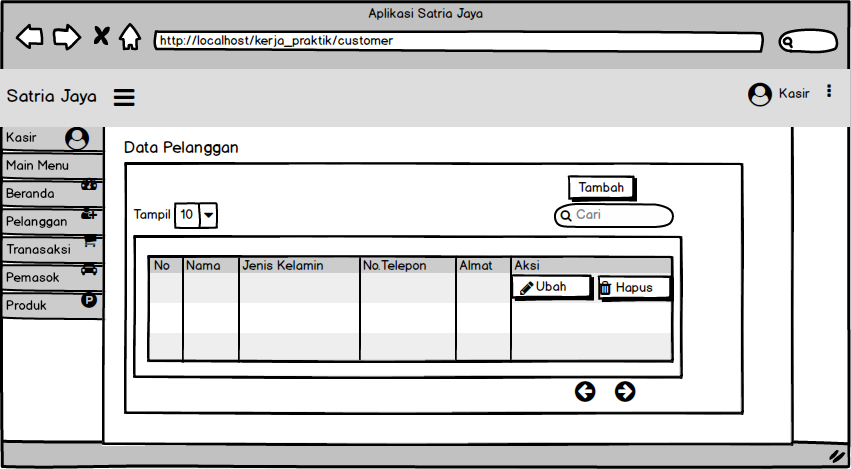 Aplikasi Satria Jaya
http://localhost/kerja_praktik/customer
Satria Jaya
Kasir
Kasir
Main Menu
Beranda
Pelanggan
Tranasaksi
Pemasok
Produk
P
Data Pelanggan
Tambah
Tampil 10
Cari
No Nama Jenis Kelamin No.Telepon Almat Aksi
Ubah Hapus